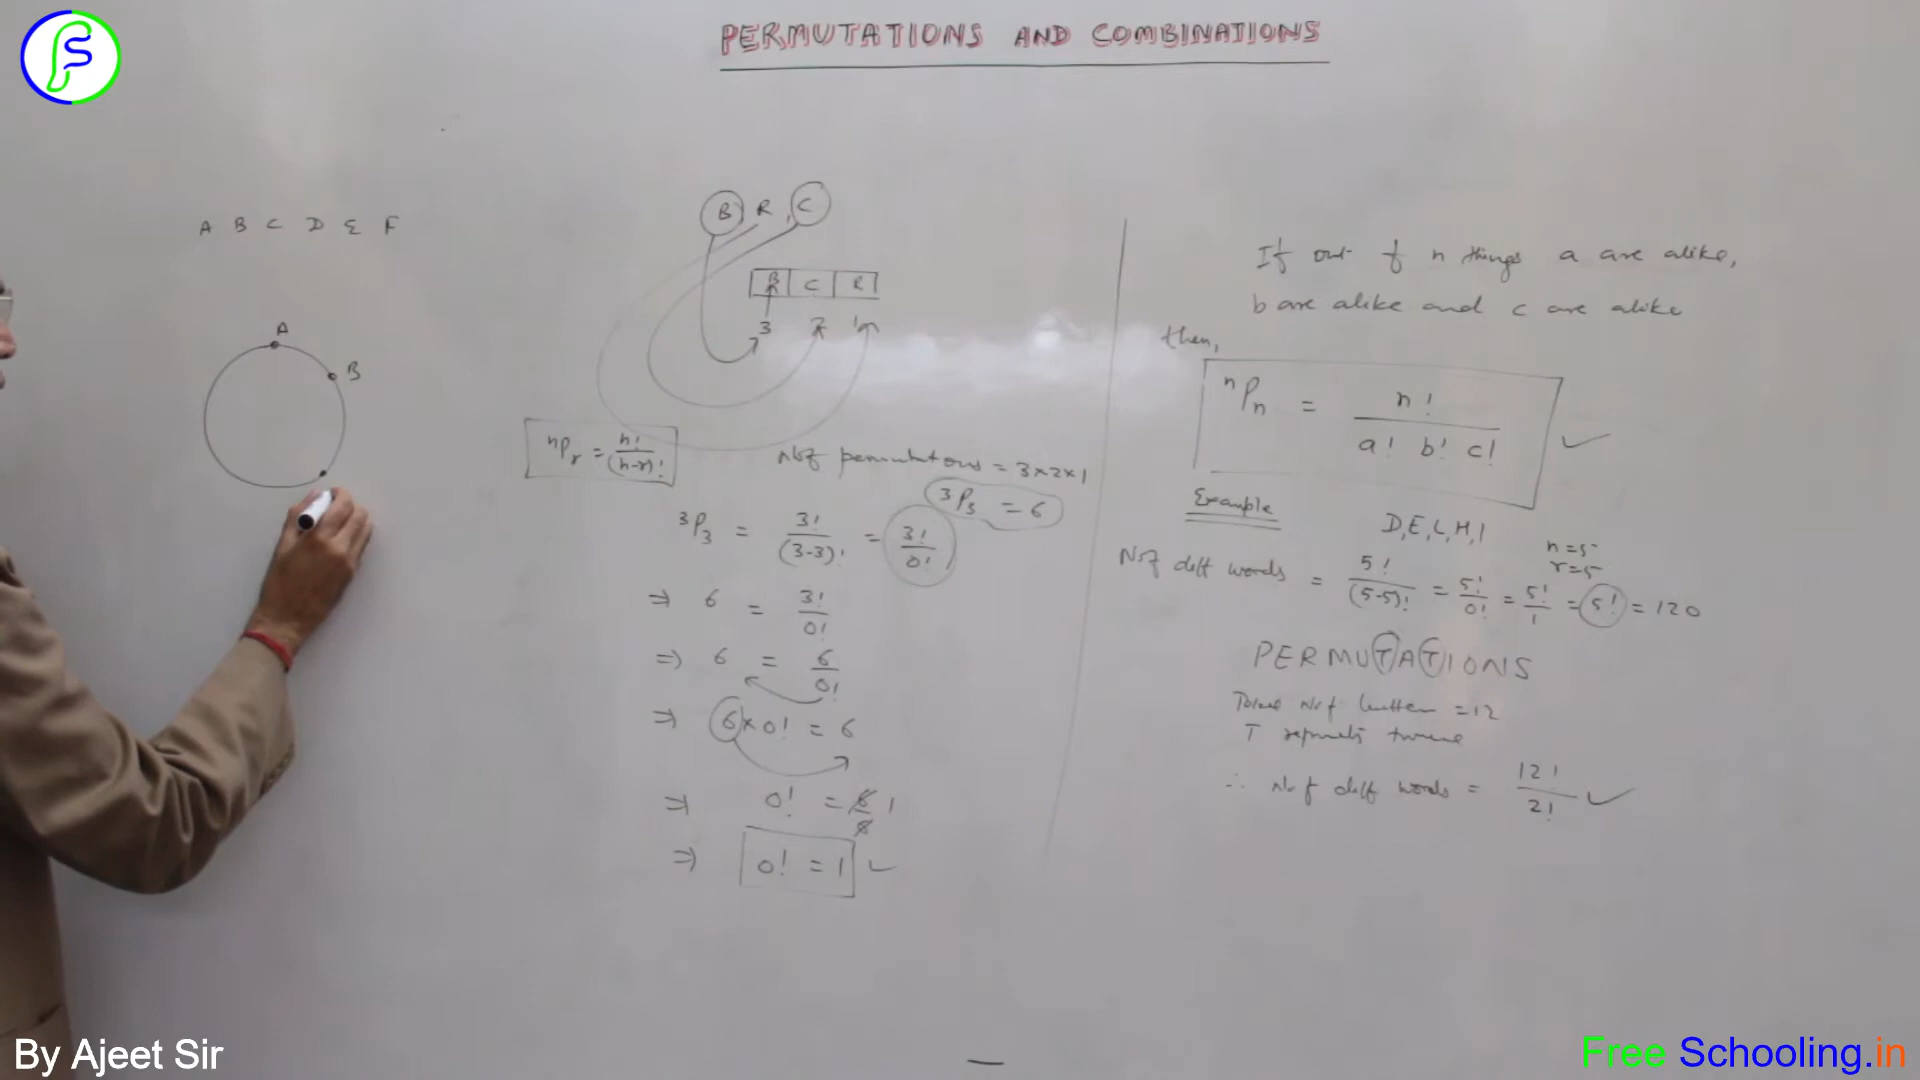 PERMUTATIONS AND COMBINATIONS
A B C D E F
A
B
B R , C
B C R
3 2 1
nPr = n! / (n-r)!
No of permutations = 3×2×1
3P3 = 6
3P3 = 3! / (3-3)! = 3! / 0!
⇒ 6 = 3! / 0!
⇒ 6 = 6 / 0!
⇒ 6 × 0! = 6
⇒ 0! = 6 / 6 1
⇒ 0! = 1 ✓
If out of n things a are alike,
b are alike and c are alike
then,
nPn = n! / a! b! c! ✓
Example
D, E, L, H, I
n = 5
r = 5
No of diff words = 5! / (5-5)! = 5! / 0! = 5! / 1 = 5! = 120
PERMUTATIONS
No of letters = 12
T repeats
∴ No of diff words = 12! / 2! ✓
By Ajeet Sir
Free Schooling.in